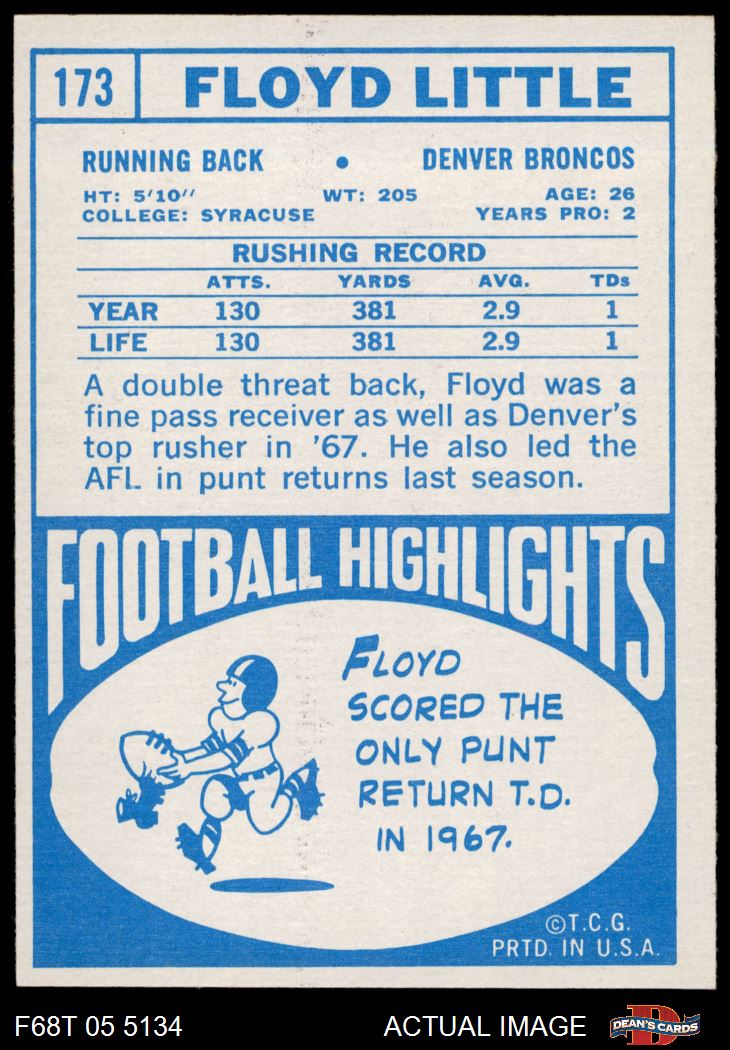 173 FLOYD LITTLE
RUNNING BACK • DENVER BRONCOS
HT: 5'10" WT: 205 AGE: 26
COLLEGE: SYRACUSE YEARS PRO: 2
RUSHING RECORD
ATTS. YARDS AVG. TDs
YEAR 130 381 2.9 1
LIFE 130 381 2.9 1
A double threat back, Floyd was a
fine pass receiver as well as Denver's
top rusher in '67. He also led the
AFL in punt returns last season.
FOOTBALL HIGHLIGHTS
FLOYD
SCORED THE
ONLY PUNT
RETURN T.D.
IN 1967.
©T.C.G.
PRTD. IN U.S.A.
F68T 05 5134 ACTUAL IMAGE DEAN'S CARDS